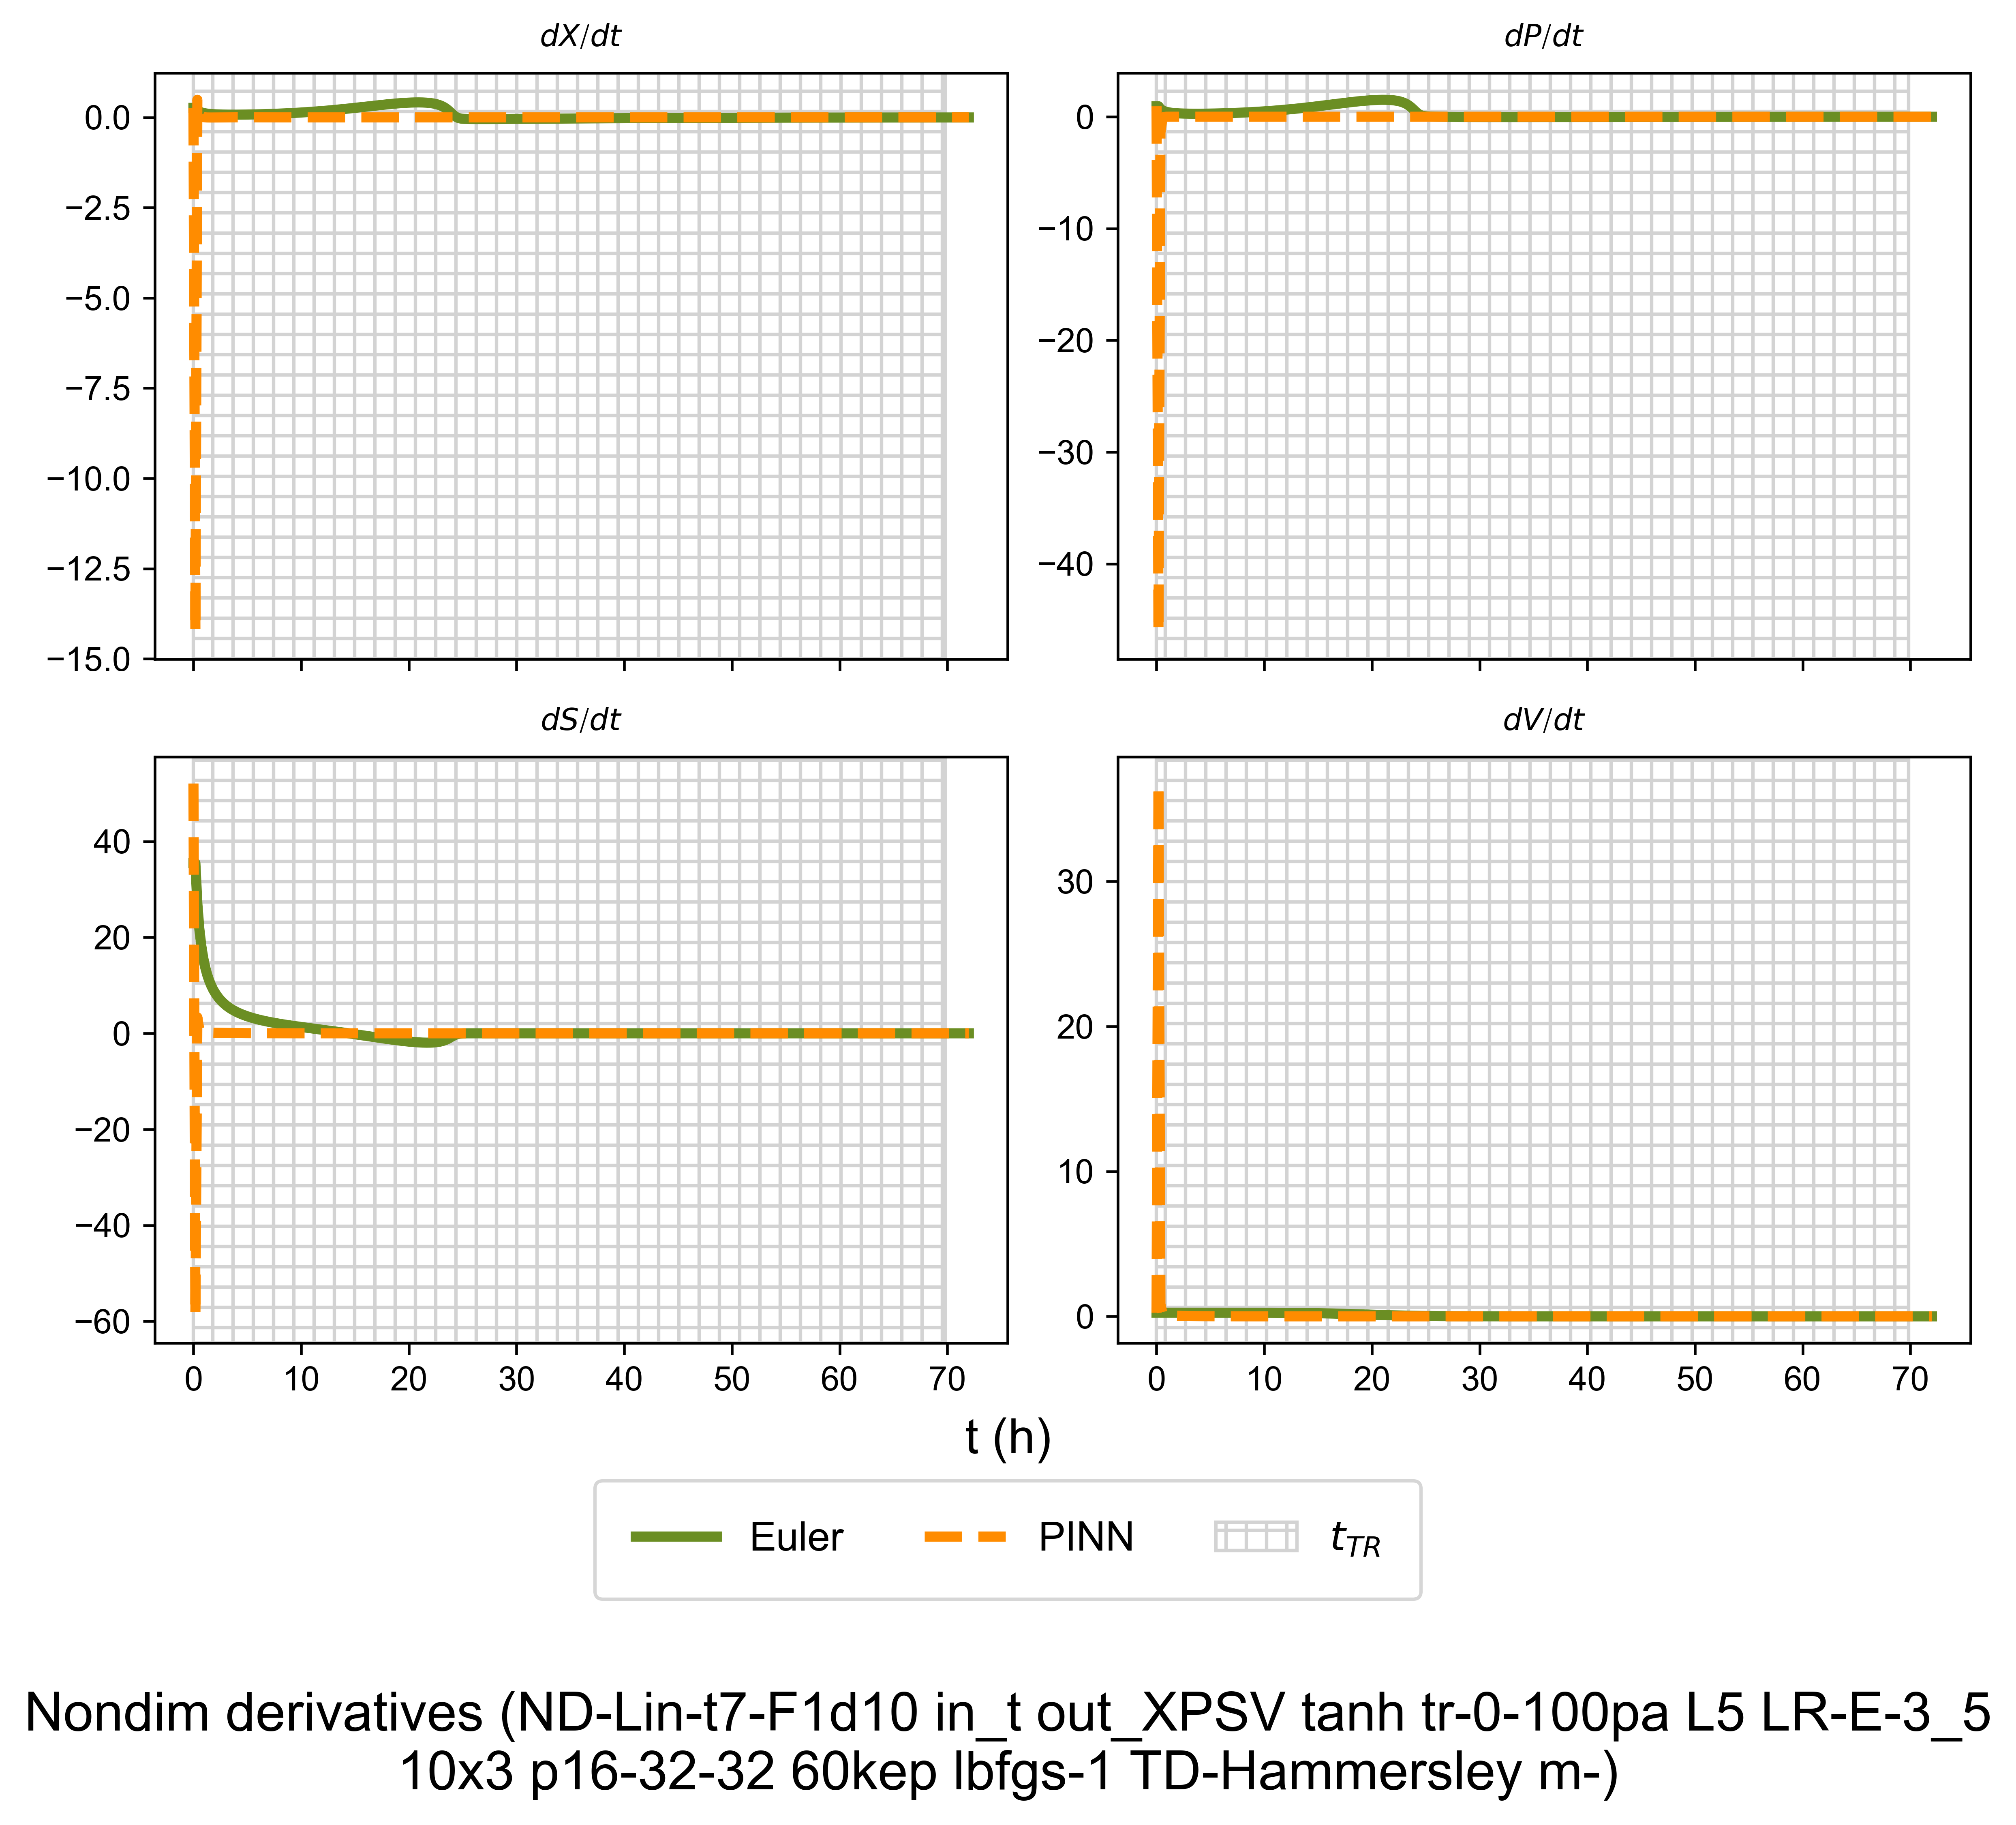 dX/dt
dP/dt
0.0
−2.5
−5.0
−7.5
−10.0
−12.5
−15.0
0
−10
−20
−30
−40
dS/dt
dV/dt
40
20
0
−20
−40
−60
0 10 20 30 40 50 60 70
30
20
10
0
0 10 20 30 40 50 60 70
t (h)
Euler PINN t_TR
Nondim derivatives (ND-Lin-t7-F1d10 in_t out_XPSV tanh tr-0-100pa L5 LR-E-3_5
10x3 p16-32-32 60kep lbfgs-1 TD-Hammersley m-)